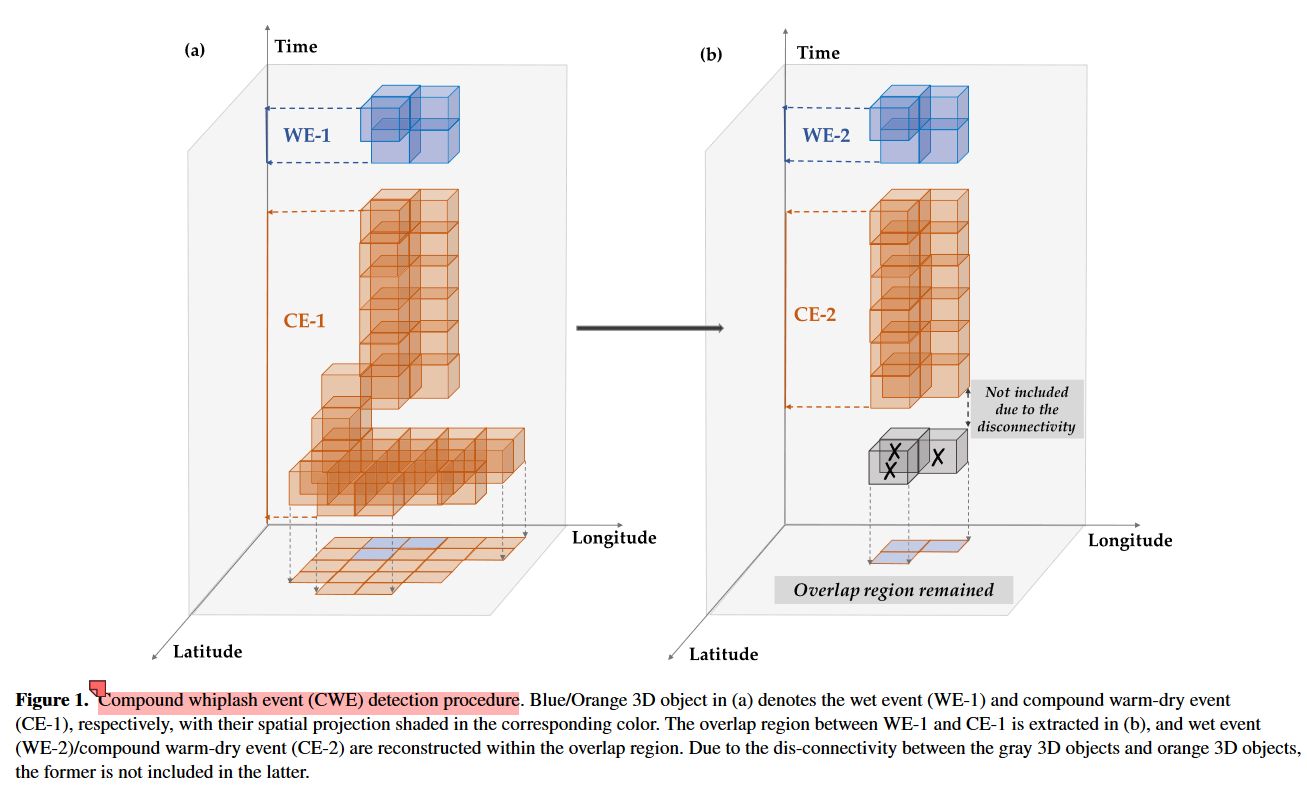 (a)
Time
WE-1
CE-1
Longitude
Latitude
(b)
Time
WE-2
CE-2
Not included
due to the
disconnectivity
X
X
X
Longitude
Overlap region remained
Latitude
Figure 1. Compound whiplash event (CWE) detection procedure. Blue/Orange 3D object in (a) denotes the wet event (WE-1) and compound warm-dry event
(CE-1), respectively, with their spatial projection shaded in the corresponding color. The overlap region between WE-1 and CE-1 is extracted in (b), and wet event
(WE-2)/compound warm-dry event (CE-2) are reconstructed within the overlap region. Due to the dis-connectivity between the gray 3D objects and orange 3D objects,
the former is not included in the latter.